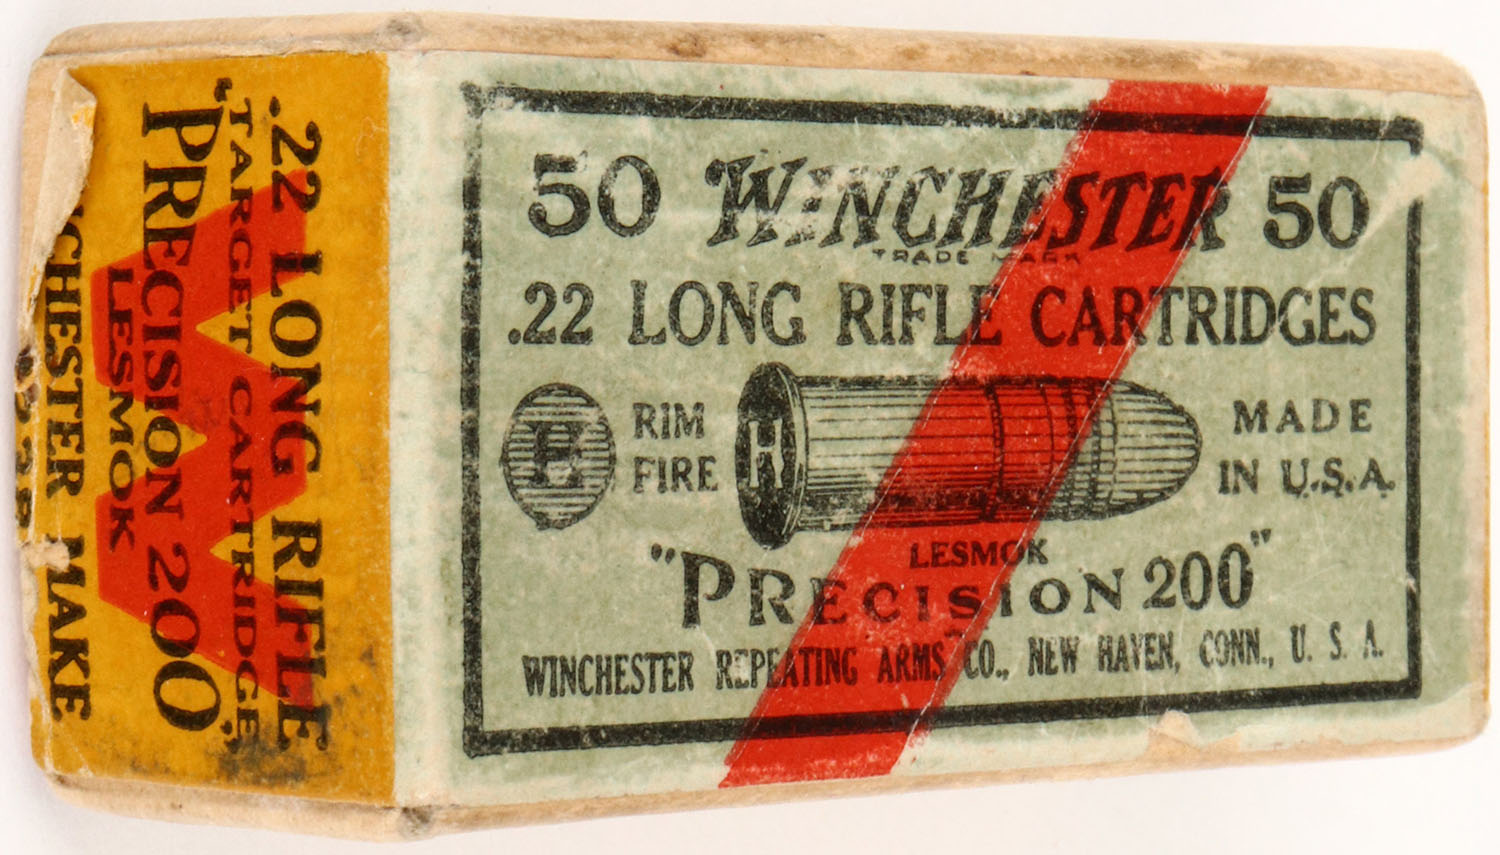 50 WINCHESTER 50
TRADE MARK
.22 LONG RIFLE CARTRIDGES
E
RIM
FIRE
H
MADE
IN U.S.A.
LESMOK
"PRECISION 200"
WINCHESTER REPEATING ARMS CO., NEW HAVEN, CONN., U. S. A.
.22 LONG RIFLE
TARGET CARTRIDGE
"PRECISION 200"
LESMOK
CHESTER MAKE